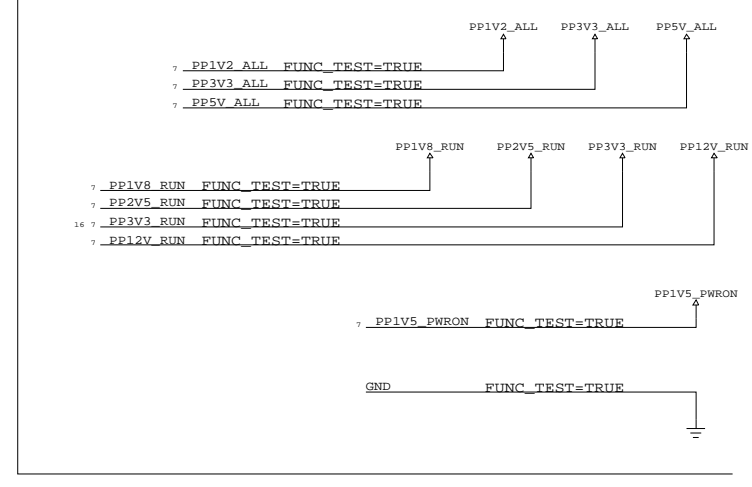 PP1V2_ALL PP3V3_ALL PP5V_ALL
7 PP1V2_ALL FUNC_TEST=TRUE
7 PP3V3_ALL FUNC_TEST=TRUE
7 PP5V_ALL FUNC_TEST=TRUE
PP1V8_RUN PP2V5_RUN PP3V3_RUN PP12V_RUN
7 PP1V8_RUN FUNC_TEST=TRUE
7 PP2V5_RUN FUNC_TEST=TRUE
16 7 PP3V3_RUN FUNC_TEST=TRUE
7 PP12V_RUN FUNC_TEST=TRUE
PP1V5_PWRON
7 PP1V5_PWRON FUNC_TEST=TRUE
GND FUNC_TEST=TRUE